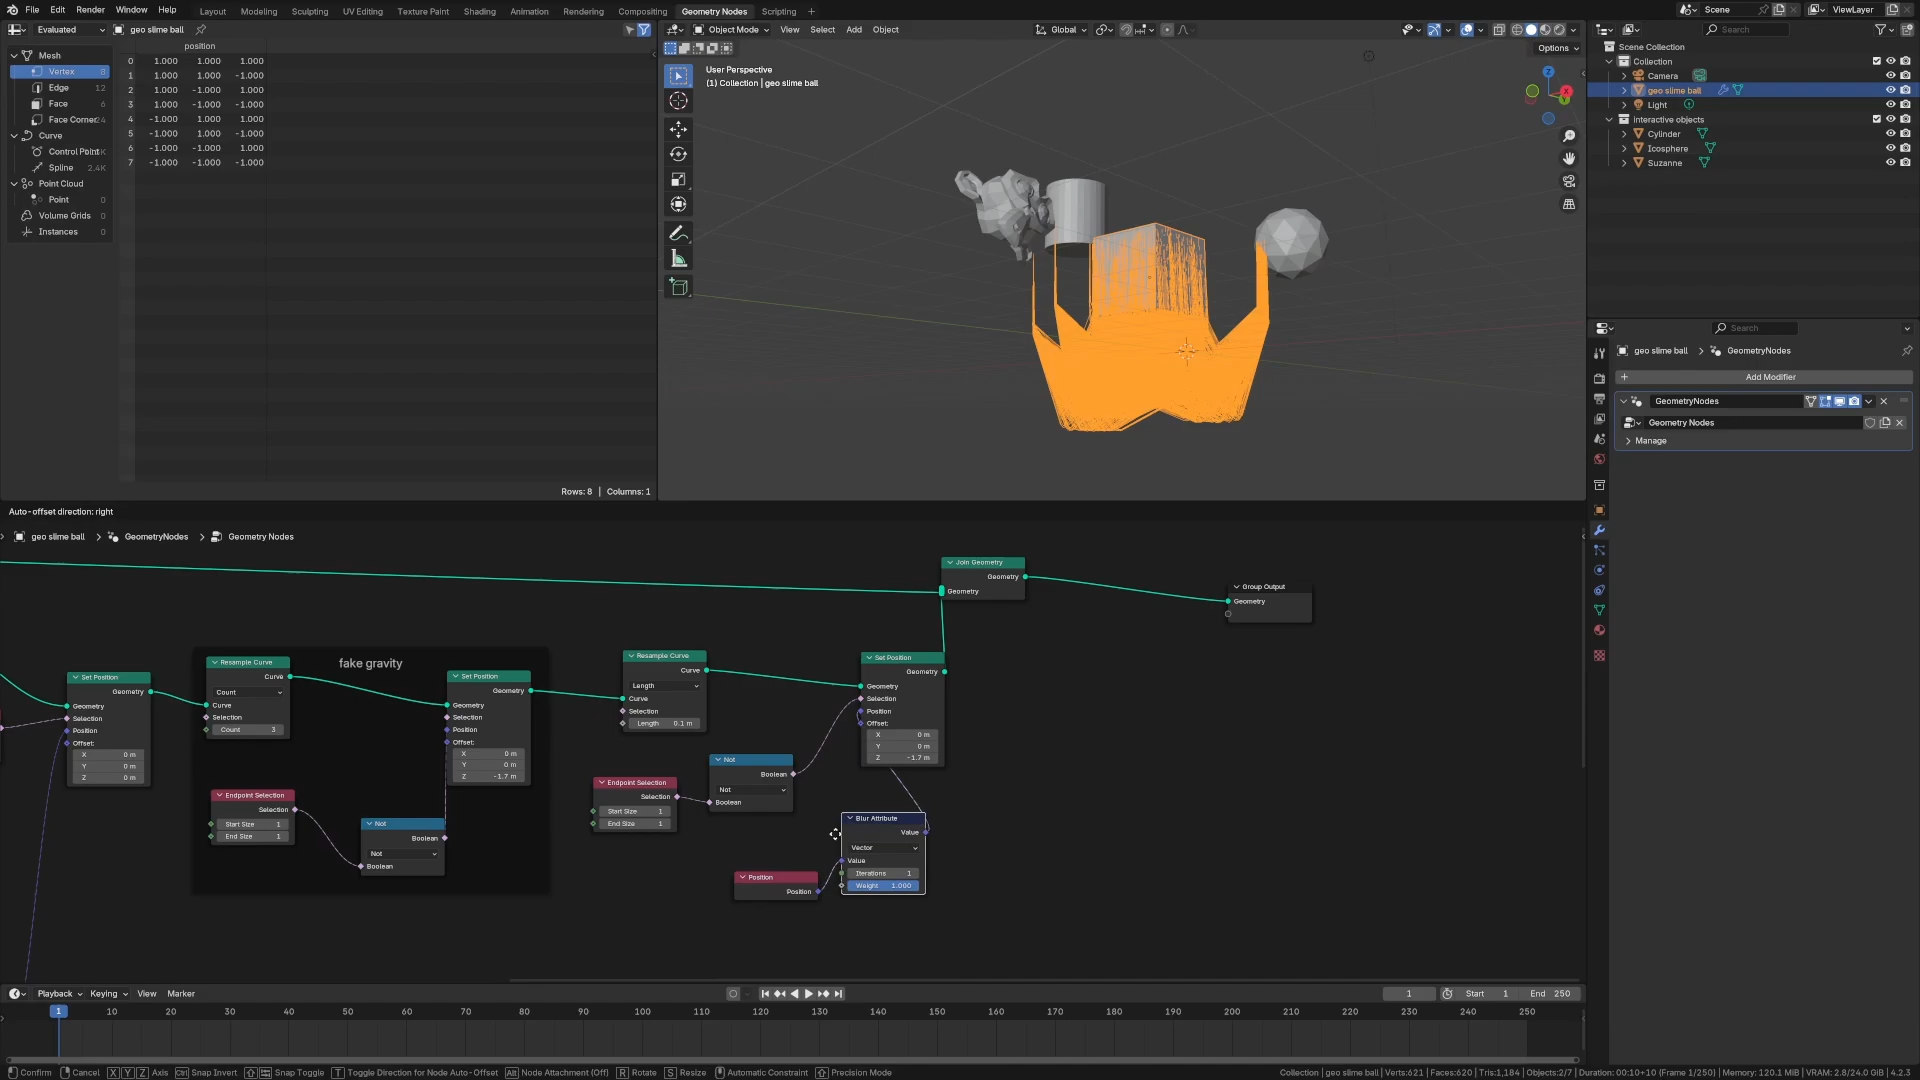 File Edit Render Window Help
Layout Modeling Sculpting UV Editing Texture Paint Shading Animation Rendering Compositing Geometry Nodes Scripting +
Scene
ViewLayer
Evaluated
geo slime ball
Mesh
Vertex 8
Edge 12
Face 6
Face Corner 24
Curve
Control Point
Spline 2.4K
Point Cloud
Point 0
Volume Grids 0
Instances 0
position
0 1.000 1.000 1.000
1 1.000 1.000 -1.000
2 1.000 -1.000 1.000
3 1.000 -1.000 -1.000
4 -1.000 1.000 1.000
5 -1.000 1.000 -1.000
6 -1.000 -1.000 1.000
7 -1.000 -1.000 -1.000
Rows: 8 | Columns: 1
Object Mode View Select Add Object
Global
Options
User Perspective
(1) Collection | geo slime ball
Z
X
Y
Search
Scene Collection
Collection
Camera
geo slime ball
Light
interactive objects
Cylinder
Icosphere
Suzanne
Search
geo slime ball > GeometryNodes
+ Add Modifier
GeometryNodes
Geometry Nodes
Manage
Auto-offset direction: right
geo slime ball > GeometryNodes > Geometry Nodes
Set Position
Geometry
Geometry
Selection
Position
Offset:
X 0 m
Y 0 m
Z 0 m
fake gravity
Resample Curve
Curve
Count
Curve
Selection
Count 3
Endpoint Selection
Selection
Start Size 1
End Size 1
Not
Boolean
Not
Boolean
Set Position
Geometry
Geometry
Selection
Position
Offset:
X 0 m
Y 0 m
Z -1.7 m
Resample Curve
Curve
Length
Curve
Selection
Length 0.1 m
Endpoint Selection
Selection
Start Size 1
End Size 1
Not
Boolean
Not
Boolean
Position
Position
Blur Attribute
Value
Vector
Value
Iterations 1
Weight 1.000
Set Position
Geometry
Geometry
Selection
Position
Offset:
X 0 m
Y 0 m
Z -1.7 m
Join Geometry
Geometry
Geometry
Group Output
Geometry
Playback Keying View Marker
1
Start 1
End 250
1 10 20 30 40 50 60 70 80 90 100 110 120 130 140 150 160 170 180 190 200 210 220 230 240 250
Confirm Cancel X Y Z Axis Ctrl Snap Invert Snap Toggle T Toggle Direction for Node Auto-Offset Alt Node Attachment (Off) R Rotate S Resize Automatic Constraint Precision Mode
Collection | geo slime ball | Verts:621 | Faces:620 | Tris:1,184 | Objects:2/7 | Duration: 00:10+10 (Frame 1/250) | Memory: 120.1 MiB | VRAM: 2.8/24.0 GiB | 4.2.3